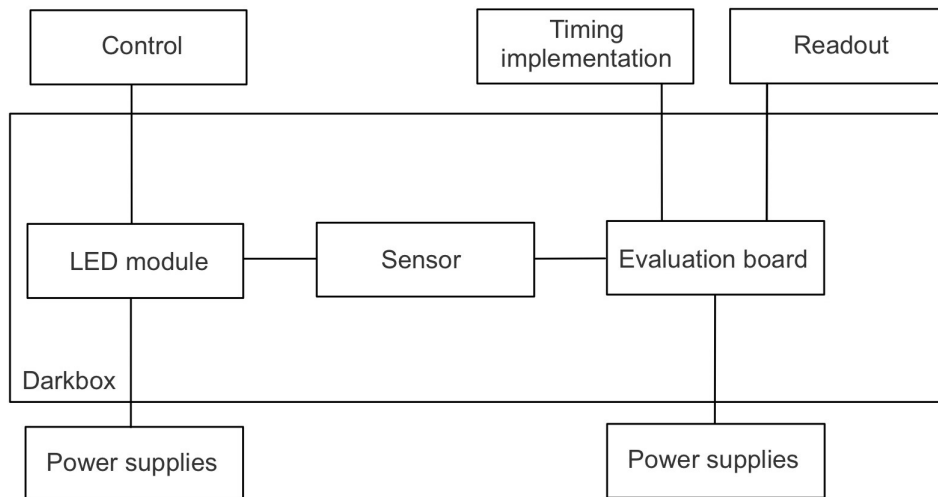 Control
Timing
implementation
Readout
LED module
Sensor
Evaluation board
Darkbox
Power supplies
Power supplies